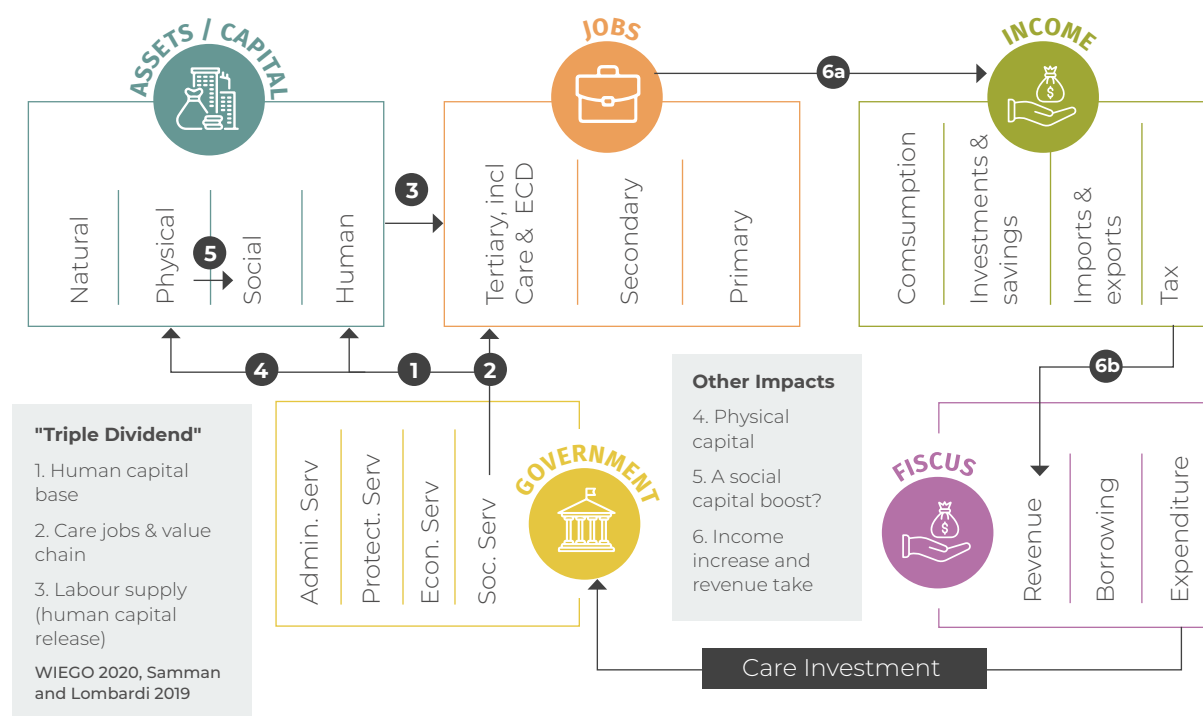 ASSETS / CAPITAL
JOBS
6a
INCOME
Natural
Physical
5
Social
Human
3
Tertiary, incl
Care & ECD
Secondary
Primary
Comsumption
Investments &
savings
Imports &
exports
Tax
4
1
2
6b
"Triple Dividend"
1. Human capital
base
2. Care jobs & value
chain
3. Labour supply
(human capital
release)
WIEGO 2020, Samman
and Lombardi 2019
Admin. Serv
Protect. Serv
Econ. Serv
Soc. Serv
GOVERNMENT
Other Impacts
4. Physical
capital
5. A social
capital boost?
6. Income
increase and
revenue take
FISCUS
Revenue
Borrowing
Expenditure
Care Investment